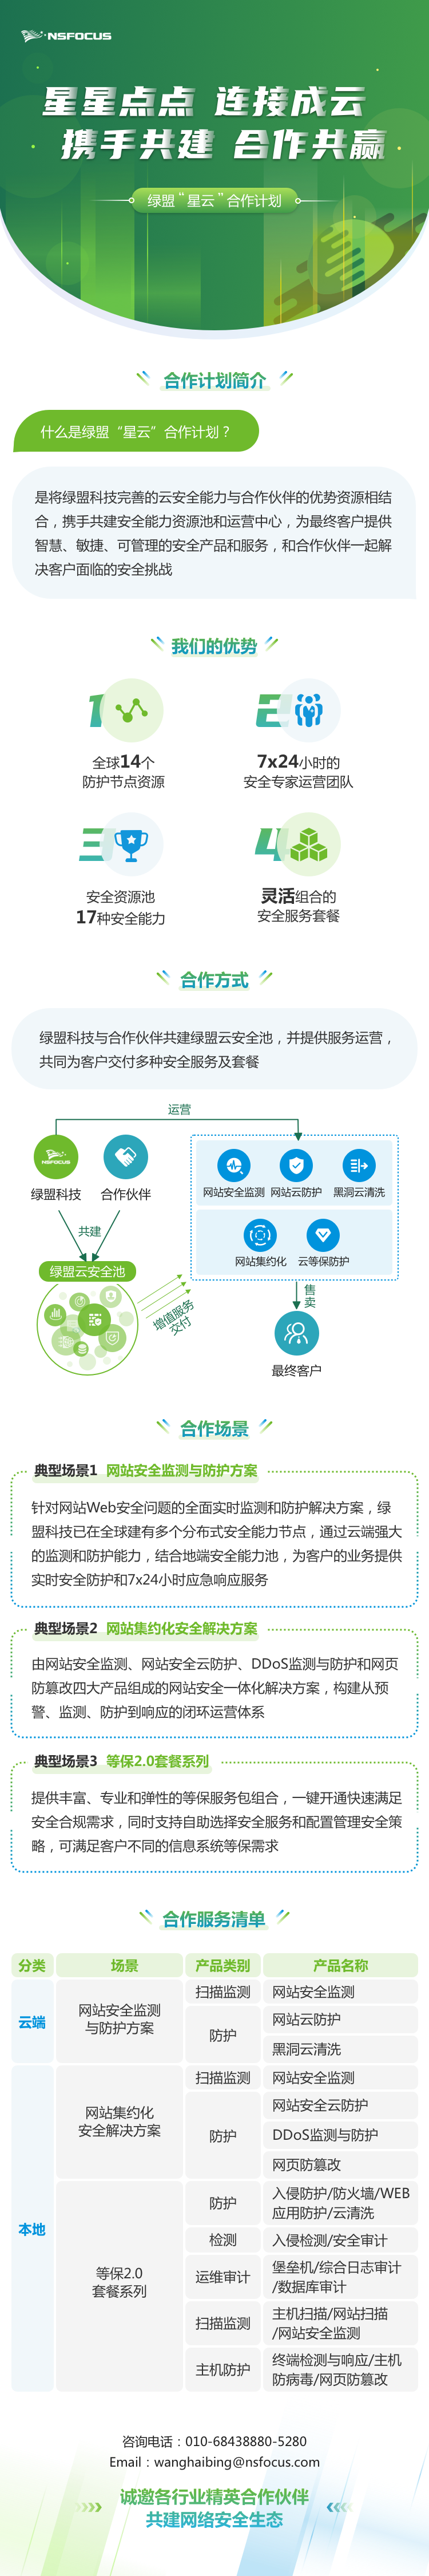 NSFOCUS
星星点点 连接成云
携手共建 合作共赢
绿盟“星云”合作计划
合作计划简介
什么是绿盟“星云”合作计划？
是将绿盟科技完善的云安全能力与合作伙伴的优势资源相结
合，携手共建安全能力资源池和运营中心，为最终客户提供
智慧、敏捷、可管理的安全产品和服务，和合作伙伴一起解
决客户面临的安全挑战
我们的优势
1
全球14个
防护节点资源
2
7x24小时的
安全专家运营团队
3
安全资源池
17种安全能力
4
灵活组合的
安全服务套餐
合作方式
绿盟科技与合作伙伴共建绿盟云安全池，并提供服务运营，
共同为客户交付多种安全服务及套餐
运营
NSFOCUS
绿盟科技
合作伙伴
共建
绿盟云安全池
增值服务
交付
网站安全监测
网站云防护
黑洞云清洗
网站集约化
云等保防护
售卖
最终客户
合作场景
典型场景1 网站安全监测与防护方案
针对网站Web安全问题的全面实时监测和防护解决方案，绿
盟科技已在全球建有多个分布式安全能力节点，通过云端强大
的监测和防护能力，结合地端安全能力池，为客户的业务提供
实时安全防护和7x24小时应急响应服务
典型场景2 网站集约化安全解决方案
由网站安全监测、网站安全云防护、DDoS监测与防护和网页
防篡改四大产品组成的网站安全一体化解决方案，构建从预
警、监测、防护到响应的闭环运营体系
典型场景3 等保2.0套餐系列
提供丰富、专业和弹性的等保服务包组合，一键开通快速满足
安全合规需求，同时支持自助选择安全服务和配置管理安全策
略，可满足客户不同的信息系统等保需求
合作服务清单
分类 场景 产品类别 产品名称
云端
网站安全监测
与防护方案
扫描监测 网站安全监测
防护
网站云防护
黑洞云清洗
本地
网站集约化
安全解决方案
扫描监测 网站安全监测
防护
网站安全云防护
DDoS监测与防护
网页防篡改
等保2.0
套餐系列
防护
入侵防护/防火墙/WEB
应用防护/云清洗
检测 入侵检测/安全审计
运维审计
堡垒机/综合日志审计
/数据库审计
扫描监测
主机扫描/网站扫描
/网站安全监测
主机防护
终端检测与响应/主机
防病毒/网页防篡改
咨询电话：010-68438880-5280
Email：wanghaibing@nsfocus.com
诚邀各行业精英合作伙伴
共建网络安全生态